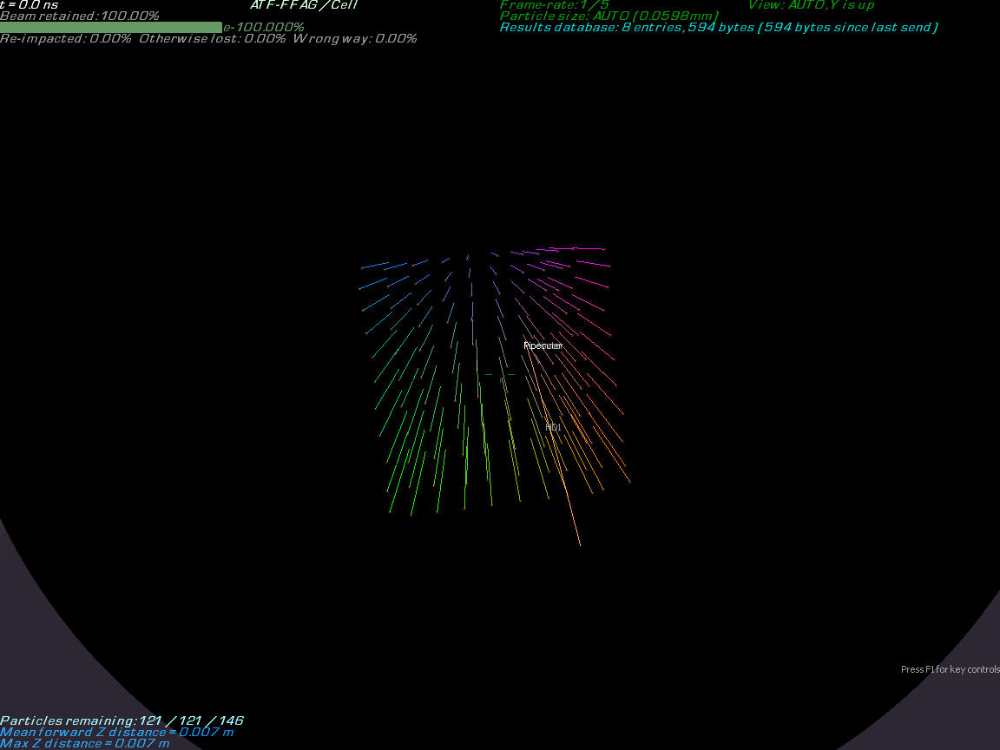 t = 0.0 ns
Beam retained: 100.00%
e- 100.000%
Re-impacted: 0.00% Otherwise lost: 0.00% Wrong way: 0.00%
ATF-FFAG/Cell
Frame-rate: 1 / 5
Particle size: AUTO (0.0598mm)
Results database: 8 entries, 594 bytes (594 bytes since last send)
View: AUTO, Y is up
HD1
Press F1 for key controls
Particles remaining: 121 / 121 / 146
Mean forward Z distance = 0.007 m
Max Z distance = 0.007 m